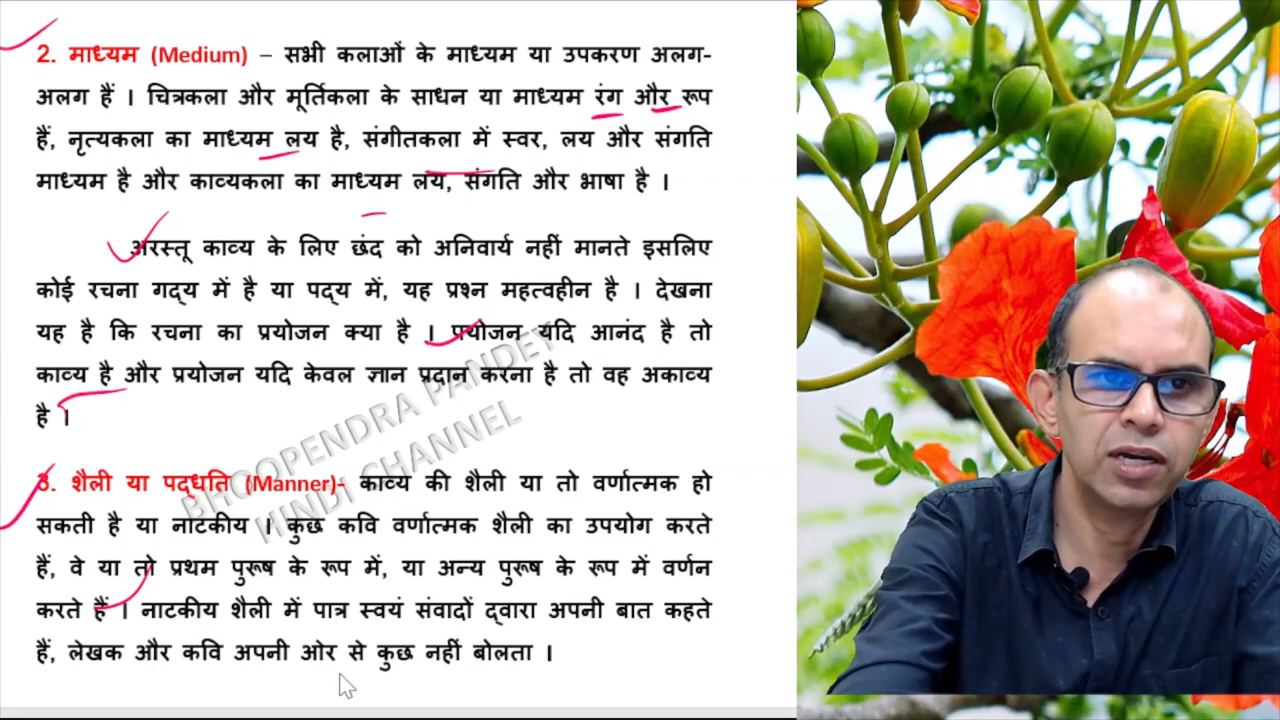 2. माध्यम (Medium) – सभी कलाओं के माध्यम या उपकरण अलग-
अलग हैं । चित्रकला और मूर्तिकला के साधन या माध्यम रंग और रूप
हैं, नृत्यकला का माध्यम लय है, संगीतकला में स्वर, लय और संगति
माध्यम है और काव्यकला का माध्यम लय, संगति और भाषा है ।
अरस्तू काव्य के लिए छंद को अनिवार्य नहीं मानते इसलिए
कोई रचना गद्य में है या पद्य में, यह प्रश्न महत्वहीन है । देखना
यह है कि रचना का प्रयोजन क्या है । प्रयोजन यदि आनंद है तो
काव्य है और प्रयोजन यदि केवल ज्ञान प्रदान करना है तो वह अकाव्य
है ।
3. शैली या पद्धति (Manner)- काव्य की शैली या तो वर्णात्मक हो
सकती है या नाटकीय । कुछ कवि वर्णात्मक शैली का उपयोग करते
हैं, वे या तो प्रथम पुरूष के रूप में, या अन्य पुरूष के रूप में वर्णन
करते हैं । नाटकीय शैली में पात्र स्वयं संवादों द्वारा अपनी बात कहते
हैं, लेखक और कवि अपनी ओर से कुछ नहीं बोलता ।
BHOOPENDRA PANDEY
HINDI CHANNEL